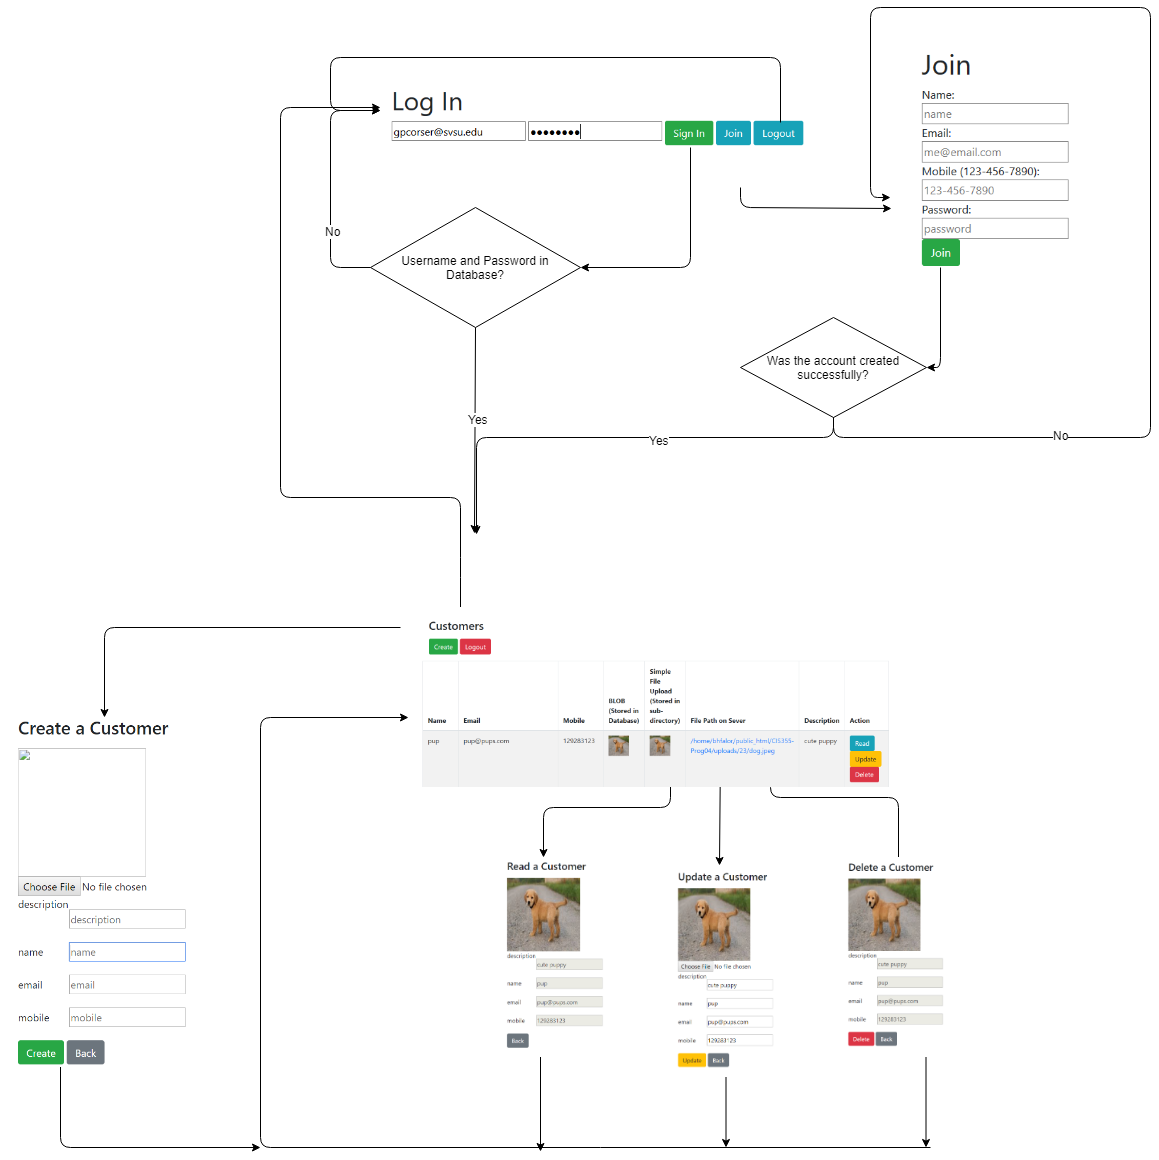 Join
Name:
name
Email:
me@email.com
Mobile (123-456-7890):
123-456-7890
Password:
password
Join
Log In
gpcorser@svsu.edu ●●●●●●●● Sign In Join Logout
No
Username and Password in
Database?
Was the account created
successfully?
Yes
Yes
No
Customers
Create Logout
Name Email Mobile
BLOB
(Stored in
Database)
Simple
File
Upload
(Stored in
sub-
directory)
File Path on Sever
Description
Action
pup
pup@pups.com
129283123
Prog04/uploads/23/dog.jpeg
cute puppy
Read
Update
Delete
Create a Customer
Choose File No file chosen
description
description
name name
email email
mobile mobile
Create Back
Read a Customer
description
cute puppy
name pup
email pup@pups.com
mobile 129283123
Back
Update a Customer
Choose File No file chosen
description
cute puppy
name pup
email pup@pups.com
mobile 129283123
Update Back
Delete a Customer
description
cute puppy
name pup
email pup@pups.com
mobile 129283123
Delete Back